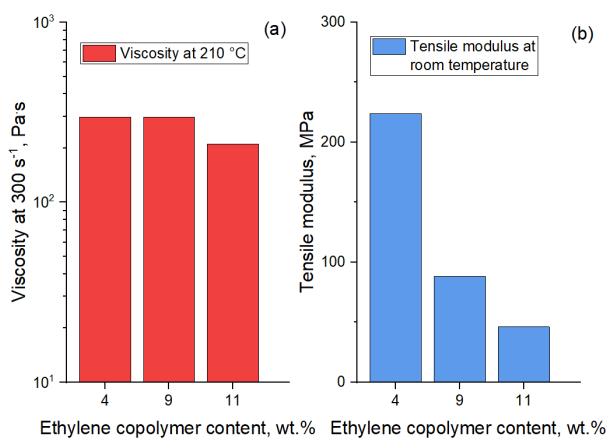 (a)
Viscosity at 210 °C
Viscosity at 300 s⁻¹, Pa·s
10³
10²
10¹
4
9
11
Ethylene copolymer content, wt.%
(b)
Tensile modulus at
room temperature
Tensile modulus, MPa
300
200
100
0
4
9
11
Ethylene copolymer content, wt.%